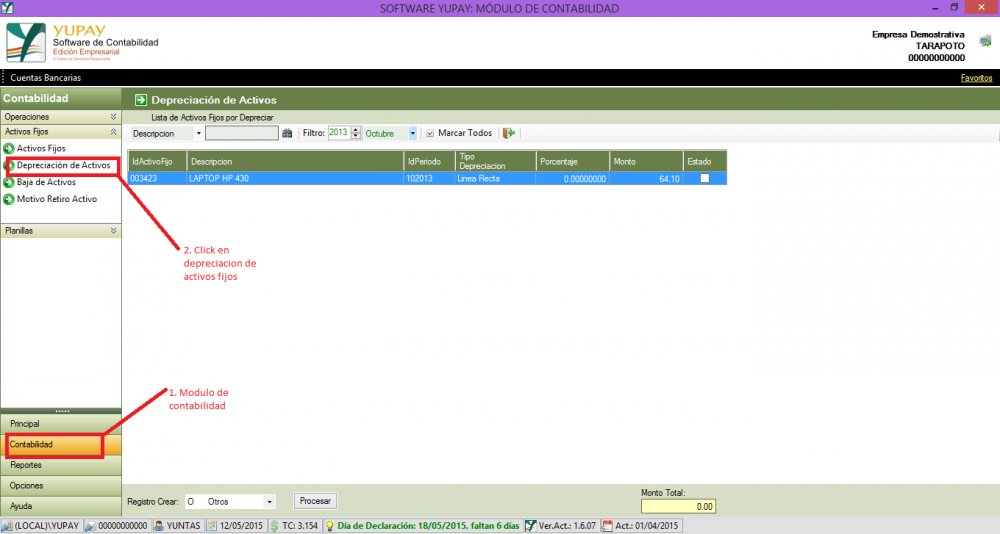 SOFTWARE YUPAY: MÓDULO DE CONTABILIDAD
YUPAY
Software de Contabilidad
Edición Empresarial
© Todos los Derechos Reservados
Empresa Demostrativa
TARAPOTO
00000000000
Cuentas Bancarias
Favoritos
Contabilidad
Depreciación de Activos
Operaciones
Lista de Activos Fijos por Depreciar
Activos Fijos
Descripcion
Filtro: 2013 Octubre
Marcar Todos
Activos Fijos
Depreciación de Activos
Baja de Activos
Motivo Retiro Activo
IdActivoFijo Descripcion IdPeriodo Tipo Depreciacion Porcentaje Monto Estado
003423 LAPTOP HP 430 102013 Linea Recta 0.00000000 64.10
Planillas
2. Click en
depreciacion de
activos fijos
1. Modulo de
contabilidad
Principal
Contabilidad
Reportes
Opciones
Ayuda
Registro Crear: O Otros
Procesar
Monto Total:
0.00
(LOCAL)\YUPAY 00000000000 YUNTAS 12/05/2015 TC: 3.154 Día de Declaración: 18/05/2015, faltan 6 días Ver.Act.: 1.6.07 Act.: 01/04/2015